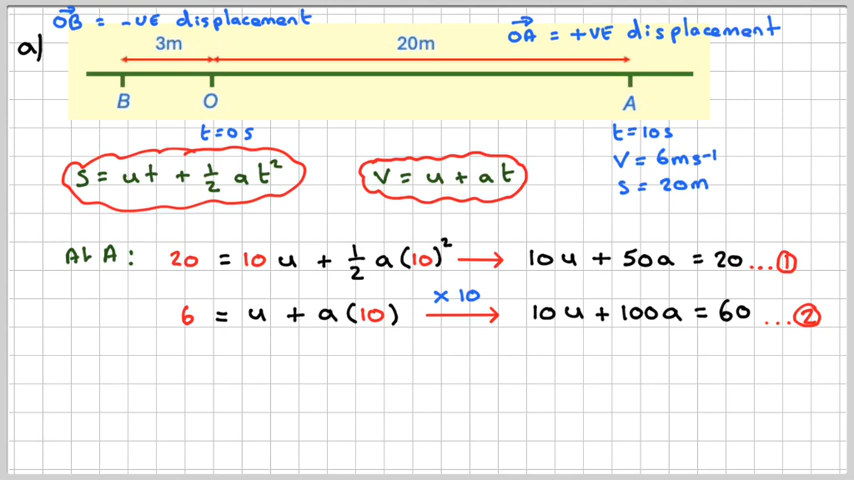 OB = -VE displacement
OA = +VE displacement
a)
3m 20m
B O A
t=0s t=10s
V = 6ms-1
S = 20m
S = ut + 1/2 at² V = u + at
At A: 20 = 10u + 1/2 a(10)² → 10u + 50a = 20 ...①
6 = u + a(10) × 10 → 10u + 100a = 60 ...②